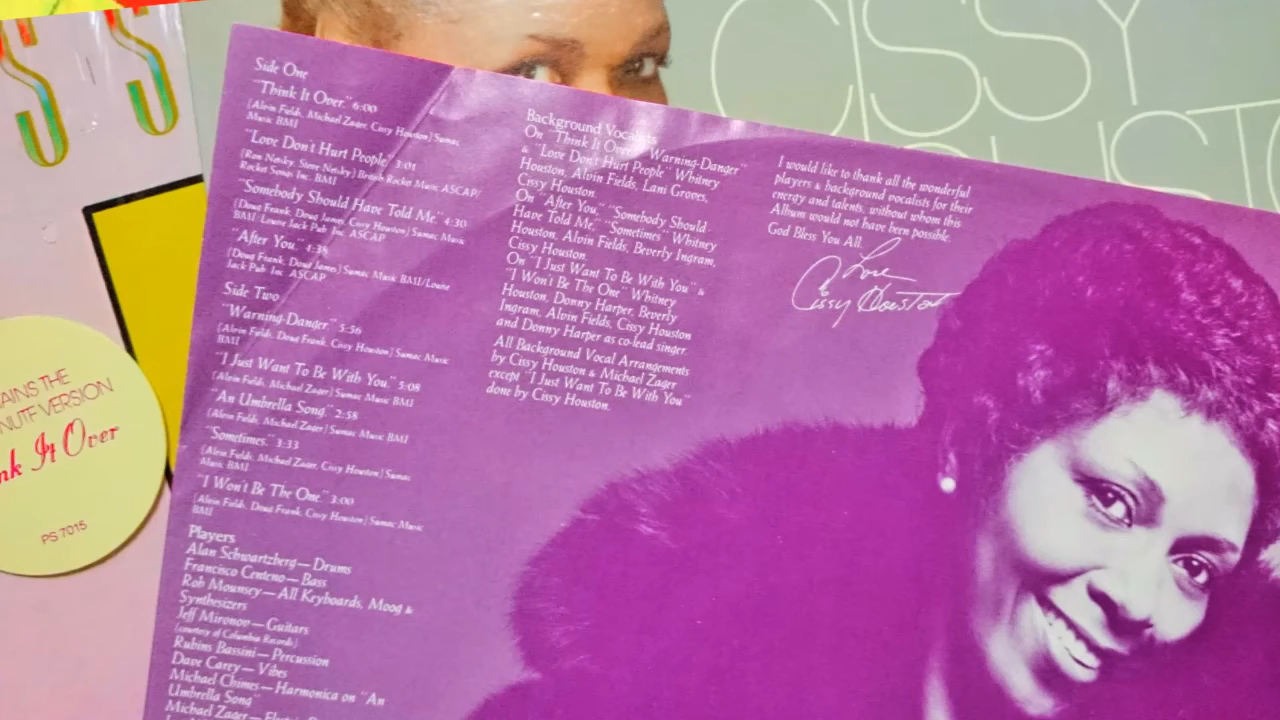 S S
CISSY
Side One
"Think It Over." 6:00
(Alvin Fields, Michael Zager, Cissy Houston) Sumac
Music BMI
"Love Don't Hurt People" 3:01
(Ron Netsky, Steve Netsky) British Rocket Music ASCAP/
Rocket Songs Inc. BMI
"Somebody Should Have Told Me" 4:30
(Doug Frank, Doug James, Cissy Houston) Sumac Music
BMI/Louise Jack Pub Inc. ASCAP
"After You." 4:38
(Doug Frank, Doug James) Sumac Music BMI/Louise
Jack Pub Inc ASCAP
Side Two
"Warning-Danger." 5:56
(Alvin Fields, Doug Frank, Cissy Houston) Sumac Music
BMI
"I Just Want To Be With You." 5:08
(Alvin Fields, Michael Zager) Sumac Music BMI
"An Umbrella Song." 2:58
(Alvin Fields, Michael Zager) Sumac Music BMI
"Sometimes." 3:33
(Alvin Fields, Michael Zager, Cissy Houston) Sumac
Music BMI
"I Won't Be The One." 3:00
(Alvin Fields, Doug Frank, Cissy Houston) Sumac Music
BMI
Players
Alan Schwartzberg—Drums
Francisco Centeno—Bass
Rob Mounsey—All Keyboards, Moog &
Synthesizers
Jeff Mironov—Guitars
(courtesy of Columbia Records)
Rubins Bassini—Percussion
Dave Carey—Vibes
Michael Chimes—Harmonica on "An
Umbrella Song"
Michael Zager—
Background Vocalists
On "Think It Over" "Warning-Danger"
& "Love Don't Hurt People" Whitney
Houston, Alvin Fields, Lani Groves,
Cissy Houston.
On "After You," "Somebody Should
Have Told Me," "Sometimes" Whitney
Houston, Alvin Fields, Beverly Ingram,
Cissy Houston.
On "I Just Want To Be With You" &
"I Won't Be The One" Whitney
Houston, Donny Harper, Beverly
Ingram, Alvin Fields, Cissy Houston
and Donny Harper as co-lead singer.
All Background Vocal Arrangements
by Cissy Houston & Michael Zager
except "I Just Want To Be With You"
done by Cissy Houston.
I would like to thank all the wonderful
players & background vocalists for their
energy and talents, without whom this
Album would not have been possible.
God Bless You All.
Love
Cissy Houston
AINS THE
NUTE VERSION
nk It Over
PS 7015